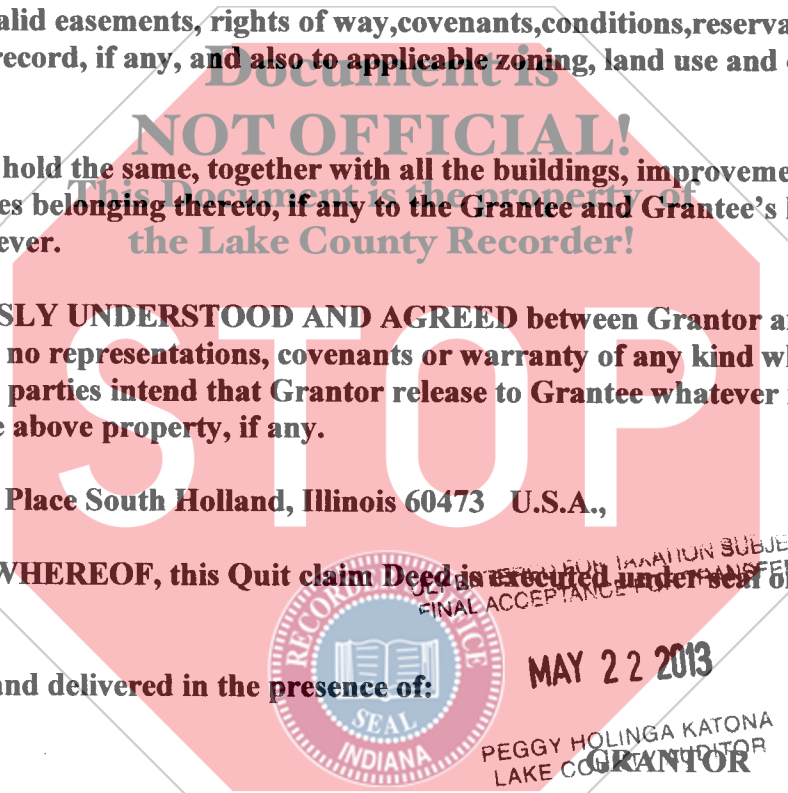 alid easements, rights of way,covenants,conditions,reserva
record, if any, and also to applicable zoning, land use and
Document is
NOT OFFICIAL!
hold the same, together with all the buildings, improveme
This Document is the property of
es belonging thereto, if any to the Grantee and Grantee's
ever.
the Lake County Recorder!
SLY UNDERSTOOD AND AGREED between Grantor a
no representations, covenants or warranty of any kind w
parties intend that Grantor release to Grantee whatever
e above property, if any.
STOP
Place South Holland, Illinois 60473 U.S.A.,
TAXATION SUBJE
WHEREOF, this Quit claim Deed is executed under seal o
FINAL ACCEPTANCE FOR TRANSFER
RECORDER'S OFFICE
MAY 22 2013
and delivered in the presence of:
SEAL
INDIANA
PEGGY HOLINGA KATONA
LAKE COUNTY AUDITOR
GRANTOR